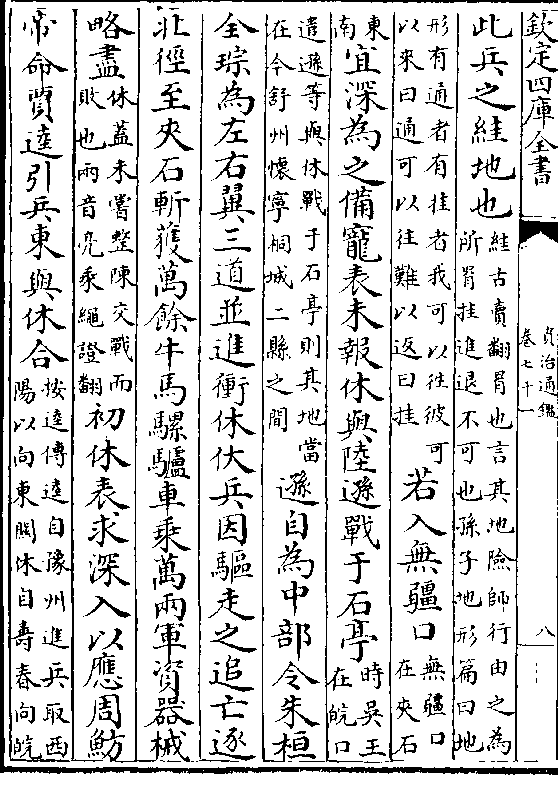 欽定四庫全書
資治通鑑
卷七十一
八
此兵之絓地也
絓古賣翻罥也言其地險師行由之為
所罥挂進退不可也孫子地形篇曰地
形有通者有挂者我可以往彼可
以來曰通可以往難以返曰挂
若入無疆口
無疆口
在夾石
東
南
宜深為之備寵表未報休與陸遜戰于石亭
時吳王
在皖口
遣遜等與休戰于石亭則其地當
在今舒州懷寧桐城二縣之間
遜自為中部令朱桓
全琮為左右翼三道並進衝休伏兵因驅走之追亡逐
北徑至夾石斬獲萬餘牛馬騾驢車乘萬兩軍資器械
略盡
休蓋未嘗整陳交戰而
敗也兩音亮乘繩證翻
初休表求深入以應周魴
帝命賈逵引兵東與休合
按逵傳逵自豫州進兵取西
陽以向東關休自壽春向皖